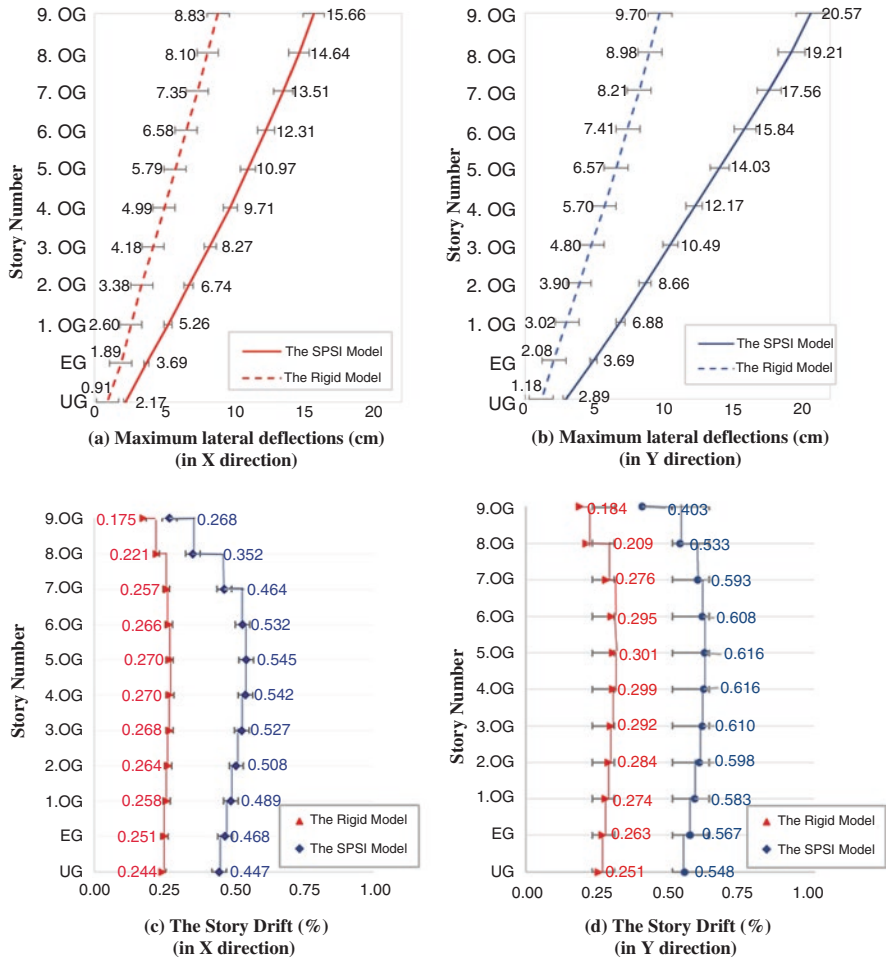 9. OG 8.83 15.66
8. OG 8.10 14.64
7. OG 7.35 13.51
6. OG 6.58 12.31
5. OG 5.79 10.97
4. OG 4.99 9.71
3. OG 4.18 8.27
2. OG 3.38 6.74
1. OG 2.60 5.26
EG 1.89 3.69
UG 0.91 2.17
5 10 15 20
Story Number
The SPSI Model
The Rigid Model
(a) Maximum lateral deflections (cm)
(in X direction)
9. OG 9.70 20.57
8. OG 8.98 19.21
7. OG 8.21 17.56
6. OG 7.41 15.84
5. OG 6.57 14.03
4. OG 5.70 12.17
3. OG 4.80 10.49
2. OG 3.90 8.66
1. OG 3.02 6.88
EG 2.08 3.69
UG 1.18 2.89
5 10 15 20
Story Number
The SPSI Model
The Rigid Model
(b) Maximum lateral deflections (cm)
(in Y direction)
9.OG 0.175 0.268
8.OG 0.221 0.352
7.OG 0.257 0.464
6.OG 0.266 0.532
5.OG 0.270 0.545
4.OG 0.270 0.542
3.OG 0.268 0.527
2.OG 0.264 0.508
1.OG 0.258 0.489
EG 0.251 0.468
UG 0.244 0.447
0.00 0.25 0.50 0.75 1.00
Story Number
The Rigid Model
The SPSI Model
(c) The Story Drift (%)
(in X direction)
9.OG 0.184 0.403
8.OG 0.209 0.533
7.OG 0.276 0.593
6.OG 0.295 0.608
5.OG 0.301 0.616
4.OG 0.299 0.616
3.OG 0.292 0.610
2.OG 0.284 0.598
1.OG 0.274 0.583
EG 0.263 0.567
UG 0.251 0.548
0.00 0.25 0.50 0.75 1.00
Story Number
The Rigid Model
The SPSI Model
(d) The Story Drift (%)
(in Y direction)